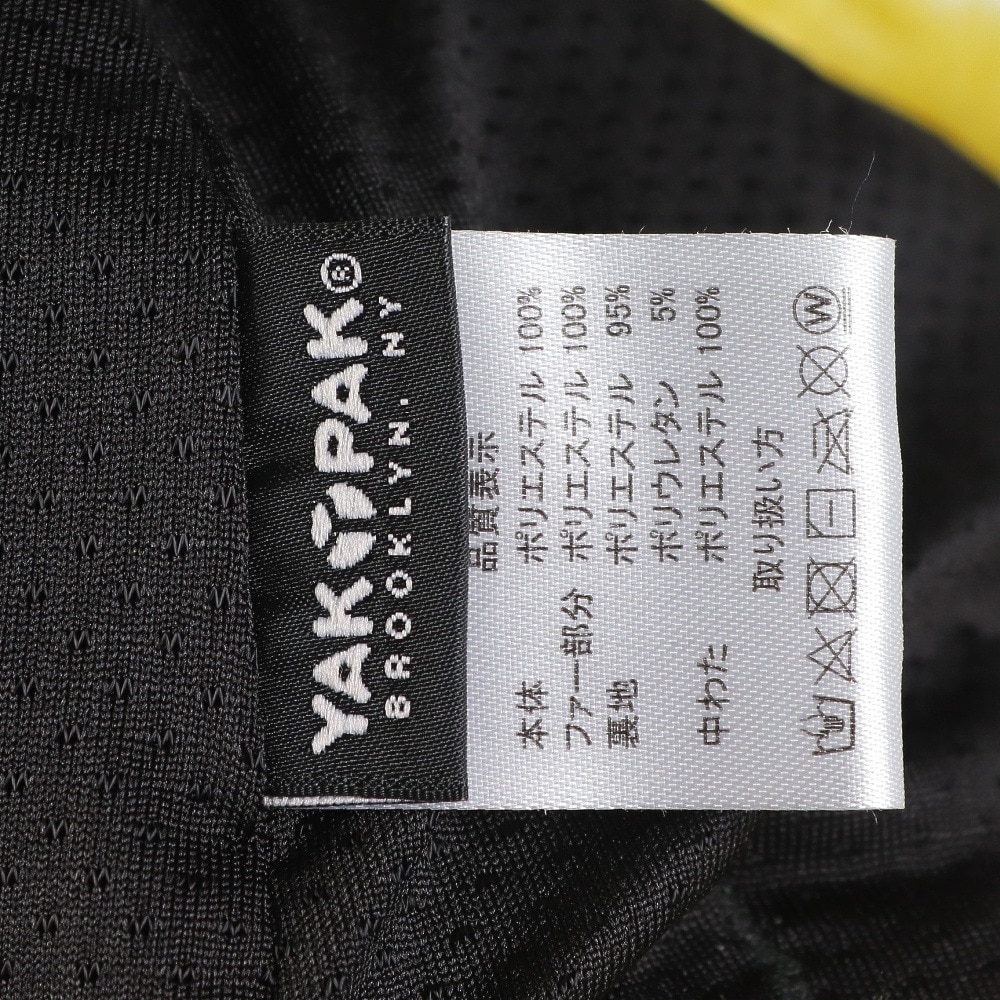 YAKPAK®
BROOKLYN. NY
品質表示
本体 ポリエステル 100%
ファー部分 ポリエステル 100%
裏地 ポリエステル 95%
ポリウレタン 5%
中わた ポリエステル 100%
取り扱い方
W